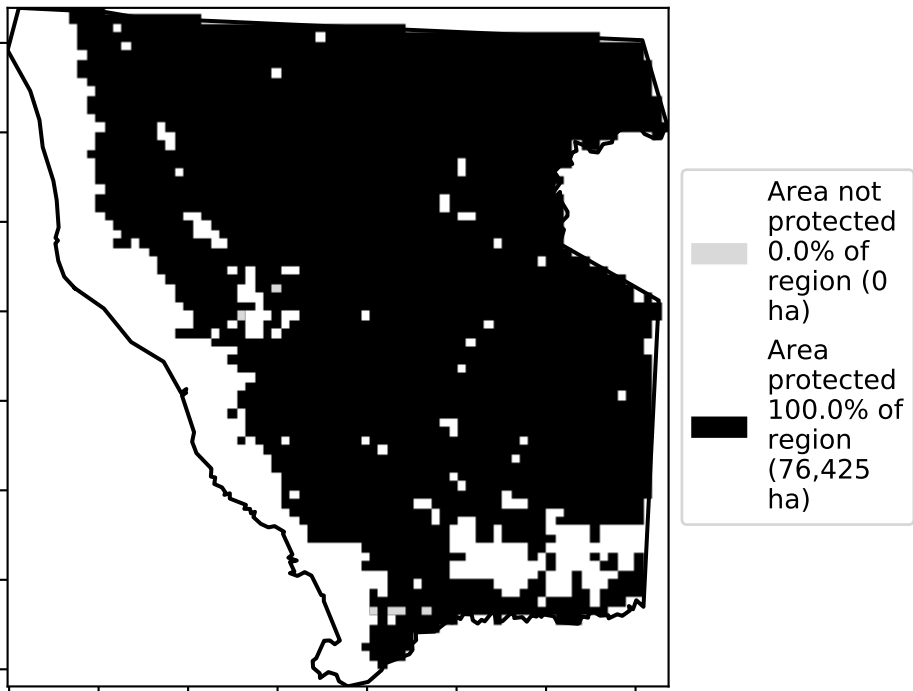 Area not
protected
0.0% of
region (0
ha)
Area
protected
100.0% of
region
(76,425
ha)